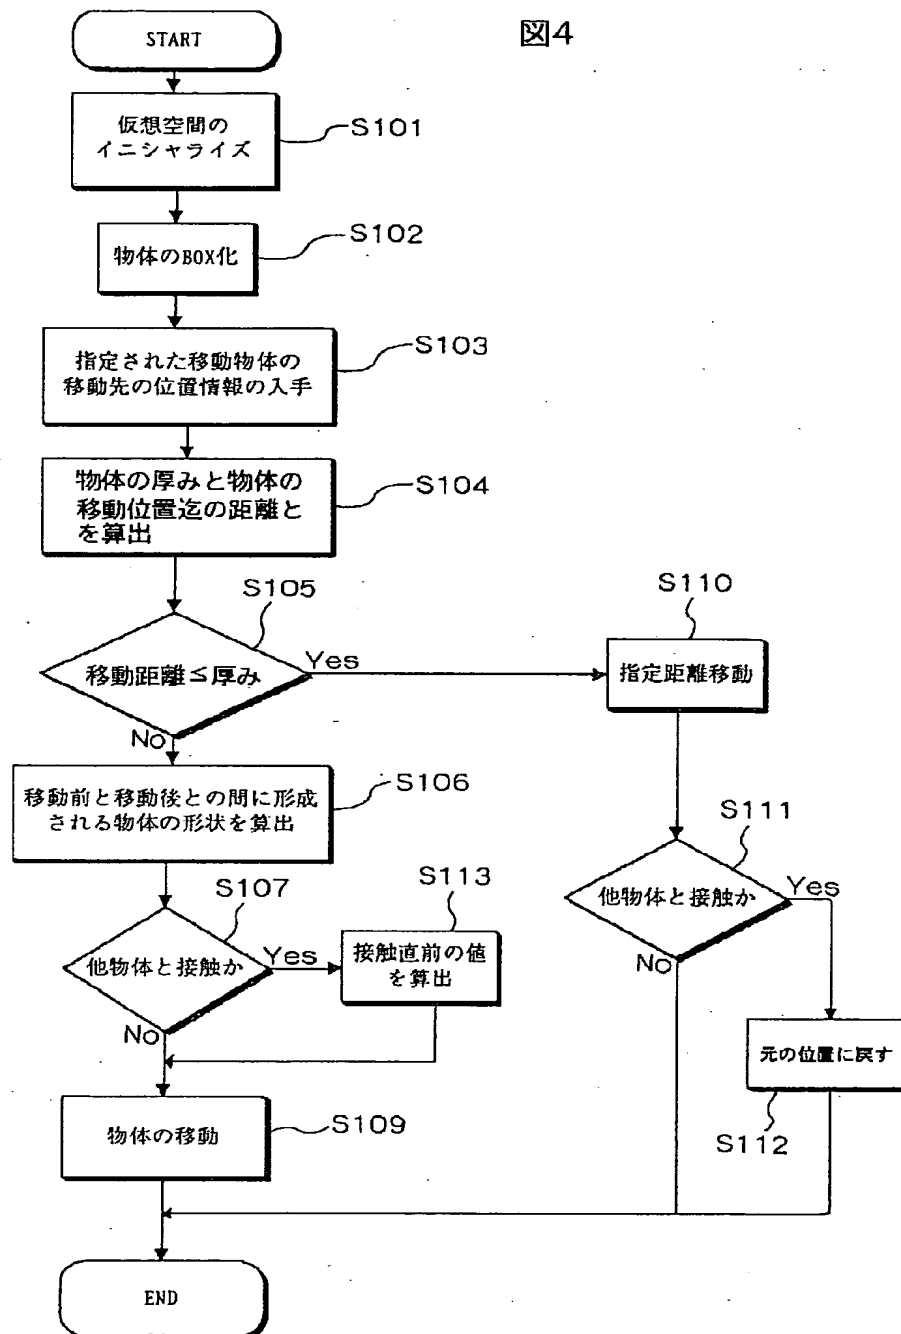 図4
START
仮想空間の
イニシャライズ
S101
物体のBOX化
S102
指定された移動物体の
移動先の位置情報の入手
S103
物体の厚みと物体の
移動位置迄の距離と
を算出
S104
S105
移動距離≦厚み
Yes
No
S110
指定距離移動
移動前と移動後との間に形成
される物体の形状を算出
S106
S107
他物体と接触か
Yes
No
S113
接触直前の値
を算出
S111
他物体と接触か
Yes
No
元の位置に戻す
S112
物体の移動
S109
END